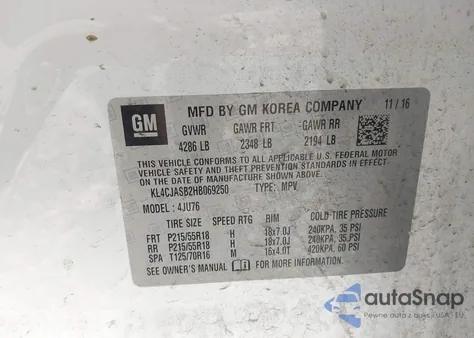 GM
MFD BY GM KOREA COMPANY 11 / 16
GVWR GAWR FRT GAWR RR
4286 LB 2348 LB 2194 LB
THIS VEHICLE CONFORMS TO ALL APPLICABLE U.S. FEDERAL MOTOR
VEHICLE SAFETY AND THEFT PREVENTION STANDARDS IN EFFECT
ON THE DATE OF MANUFACTURE SHOWN ABOVE.
KL4CJASB2HB069250 TYPE: MPV
MODEL : 4JU76
TIRE SIZE SPEED RTG RIM COLD TIRE PRESSURE
FRT P215/55R18 H 18x7.0J 240KPA, 35 PSI
RR P215/55R18 H 18x7.0J 240KPA, 35 PSI
SPA T125/70R16 M 16x4.0T 420KPA, 60 PSI
SEE OWNER'S MANUAL FOR MORE INFORMATION.
autoSnap
Pewne auta z USA i EU